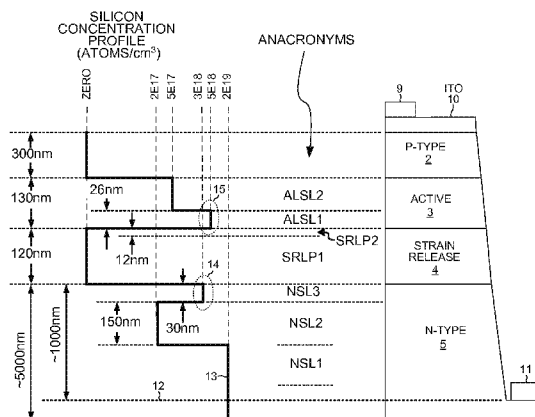 SILICON
CONCENTRATION
PROFILE
(ATOMS/cm³)
ANACRONYMS
ZERO
2E17
5E17
3E18
5E18
2E19
9
ITO
10
300nm
P-TYPE
2
130nm
26nm
15
ALSL2
ALSL1
ACTIVE
3
SRLP2
120nm
12nm
14
SRLP1
STRAIN
RELEASE
4
NSL3
~5000nm
~1000nm
150nm
30nm
NSL2
N-TYPE
5
NSL1
13
12
11